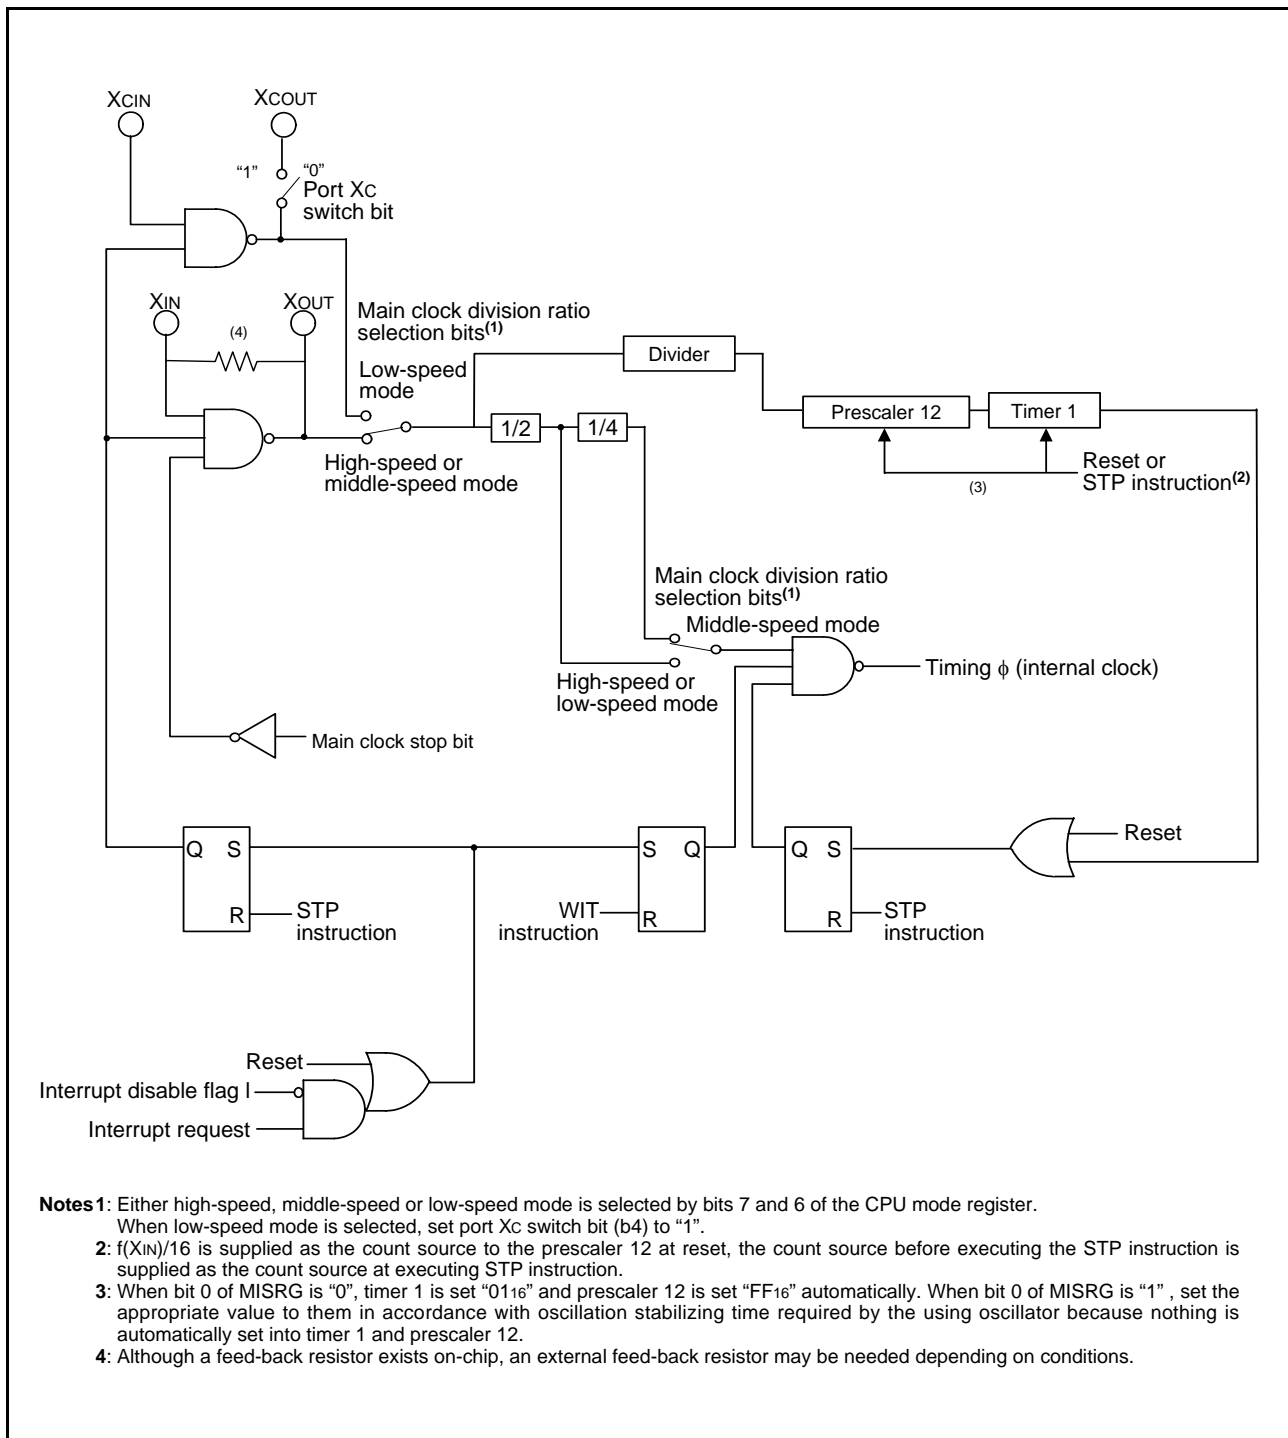 XCIN
XCOUT
“1” “0”
Port XC
switch bit
XIN
XOUT
(4)
Main clock division ratio
selection bits(1)
Low-speed
mode
Divider
Prescaler 12
Timer 1
1/2
1/4
High-speed or
middle-speed mode
Reset or
STP instruction(2)
(3)
Main clock division ratio
selection bits(1)
Middle-speed mode
Timing ϕ (internal clock)
High-speed or
low-speed mode
Main clock stop bit
Reset
Q S
S Q
Q S
R
STP
instruction
WIT
instruction
R
R
STP
instruction
Reset
Interrupt disable flag I
Interrupt request
Notes 1: Either high-speed, middle-speed or low-speed mode is selected by bits 7 and 6 of the CPU mode register.
When low-speed mode is selected, set port XC switch bit (b4) to “1”.
2: f(XIN)/16 is supplied as the count source to the prescaler 12 at reset, the count source before executing the STP instruction is
supplied as the count source at executing STP instruction.
3: When bit 0 of MISRG is “0”, timer 1 is set “0116” and prescaler 12 is set “FF16” automatically. When bit 0 of MISRG is “1” , set the
appropriate value to them in accordance with oscillation stabilizing time required by the using oscillator because nothing is
automatically set into timer 1 and prescaler 12.
4: Although a feed-back resistor exists on-chip, an external feed-back resistor may be needed depending on conditions.